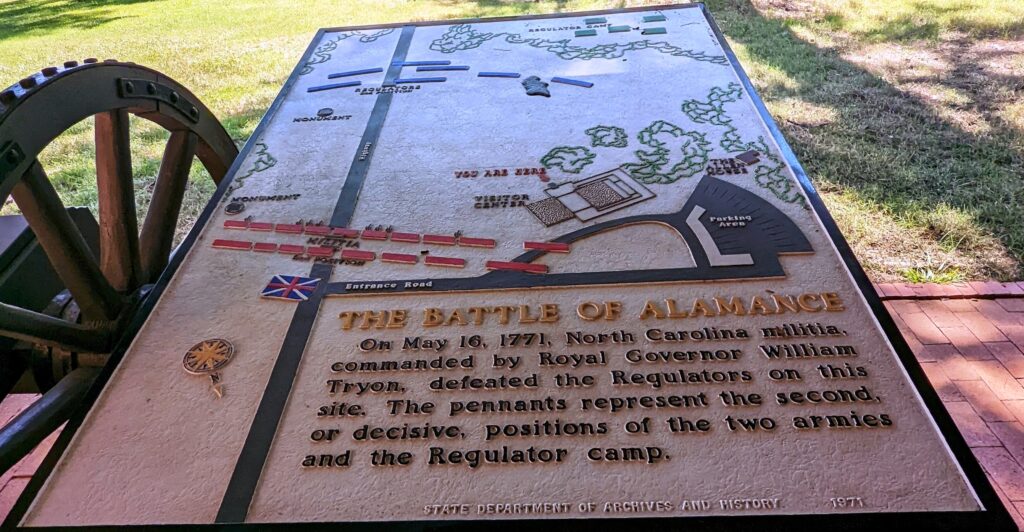 REGULATOR CAMP
REGULATORS
2ND POSITION
MONUMENT
YOU ARE HERE
VISITOR
CENTER
MONUMENT
MILITIA
Parking
Area
Entrance Road
THE BATTLE OF ALAMANCE
On May 16, 1771, North Carolina militia,
commanded by Royal Governor William
Tryon, defeated the Regulators on this
site. The pennants represent the second,
or decisive, positions of the two armies
and the Regulator camp.
STATE DEPARTMENT OF ARCHIVES AND HISTORY 1971